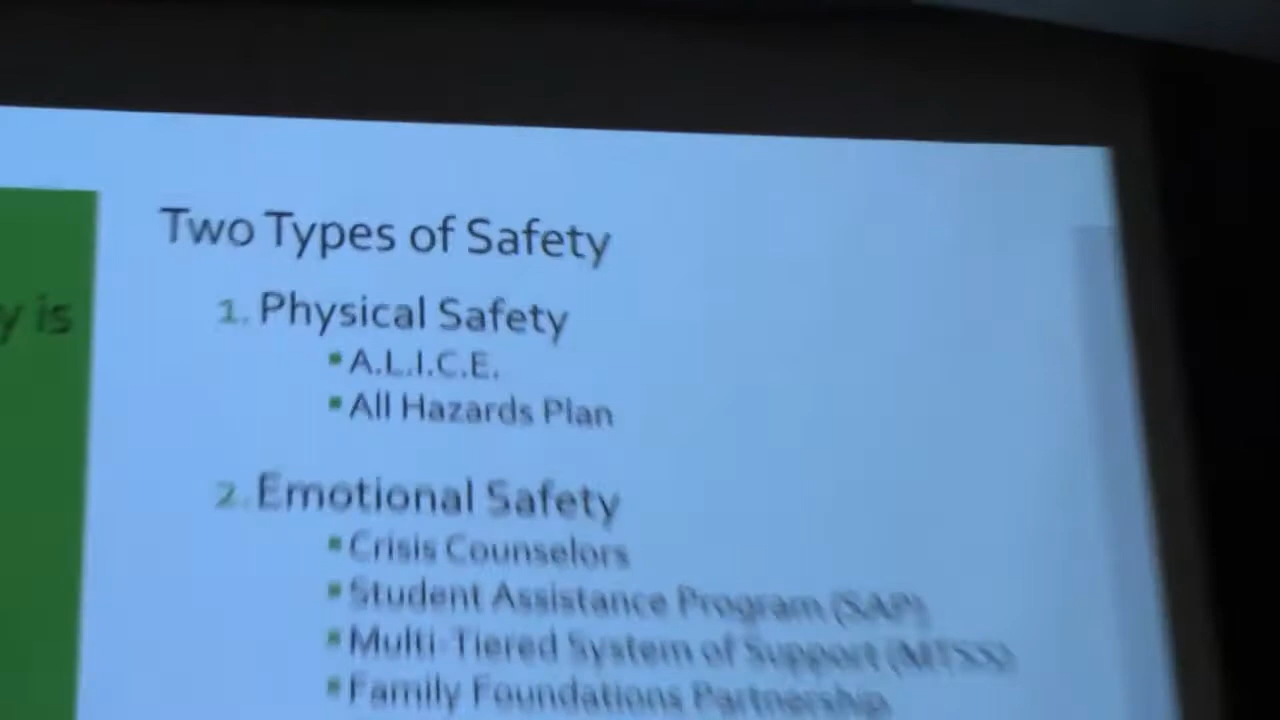 y is
Two Types of Safety
1. Physical Safety
▪ A.L.I.C.E.
▪ All Hazards Plan
2. Emotional Safety
▪ Crisis Counselors
▪ Student Assistance Program (SAP)
▪ Multi-Tiered System of Support (MTSS)
▪ Family Foundations Partnership